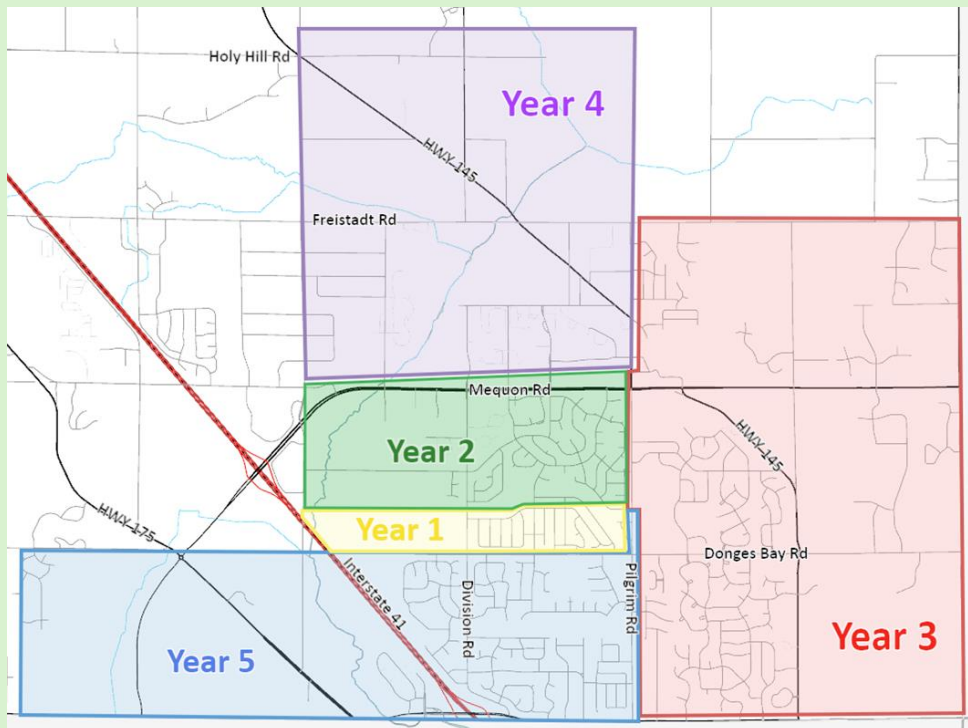 Holy Hill Rd
Year 4
HWY 145
Freistadt Rd
Mequon Rd
Year 2
HWY 145
HWY 175
Year 1
Donges Bay Rd
Interstate 41
Division Rd
Pilgrim Rd
Year 3
Year 5